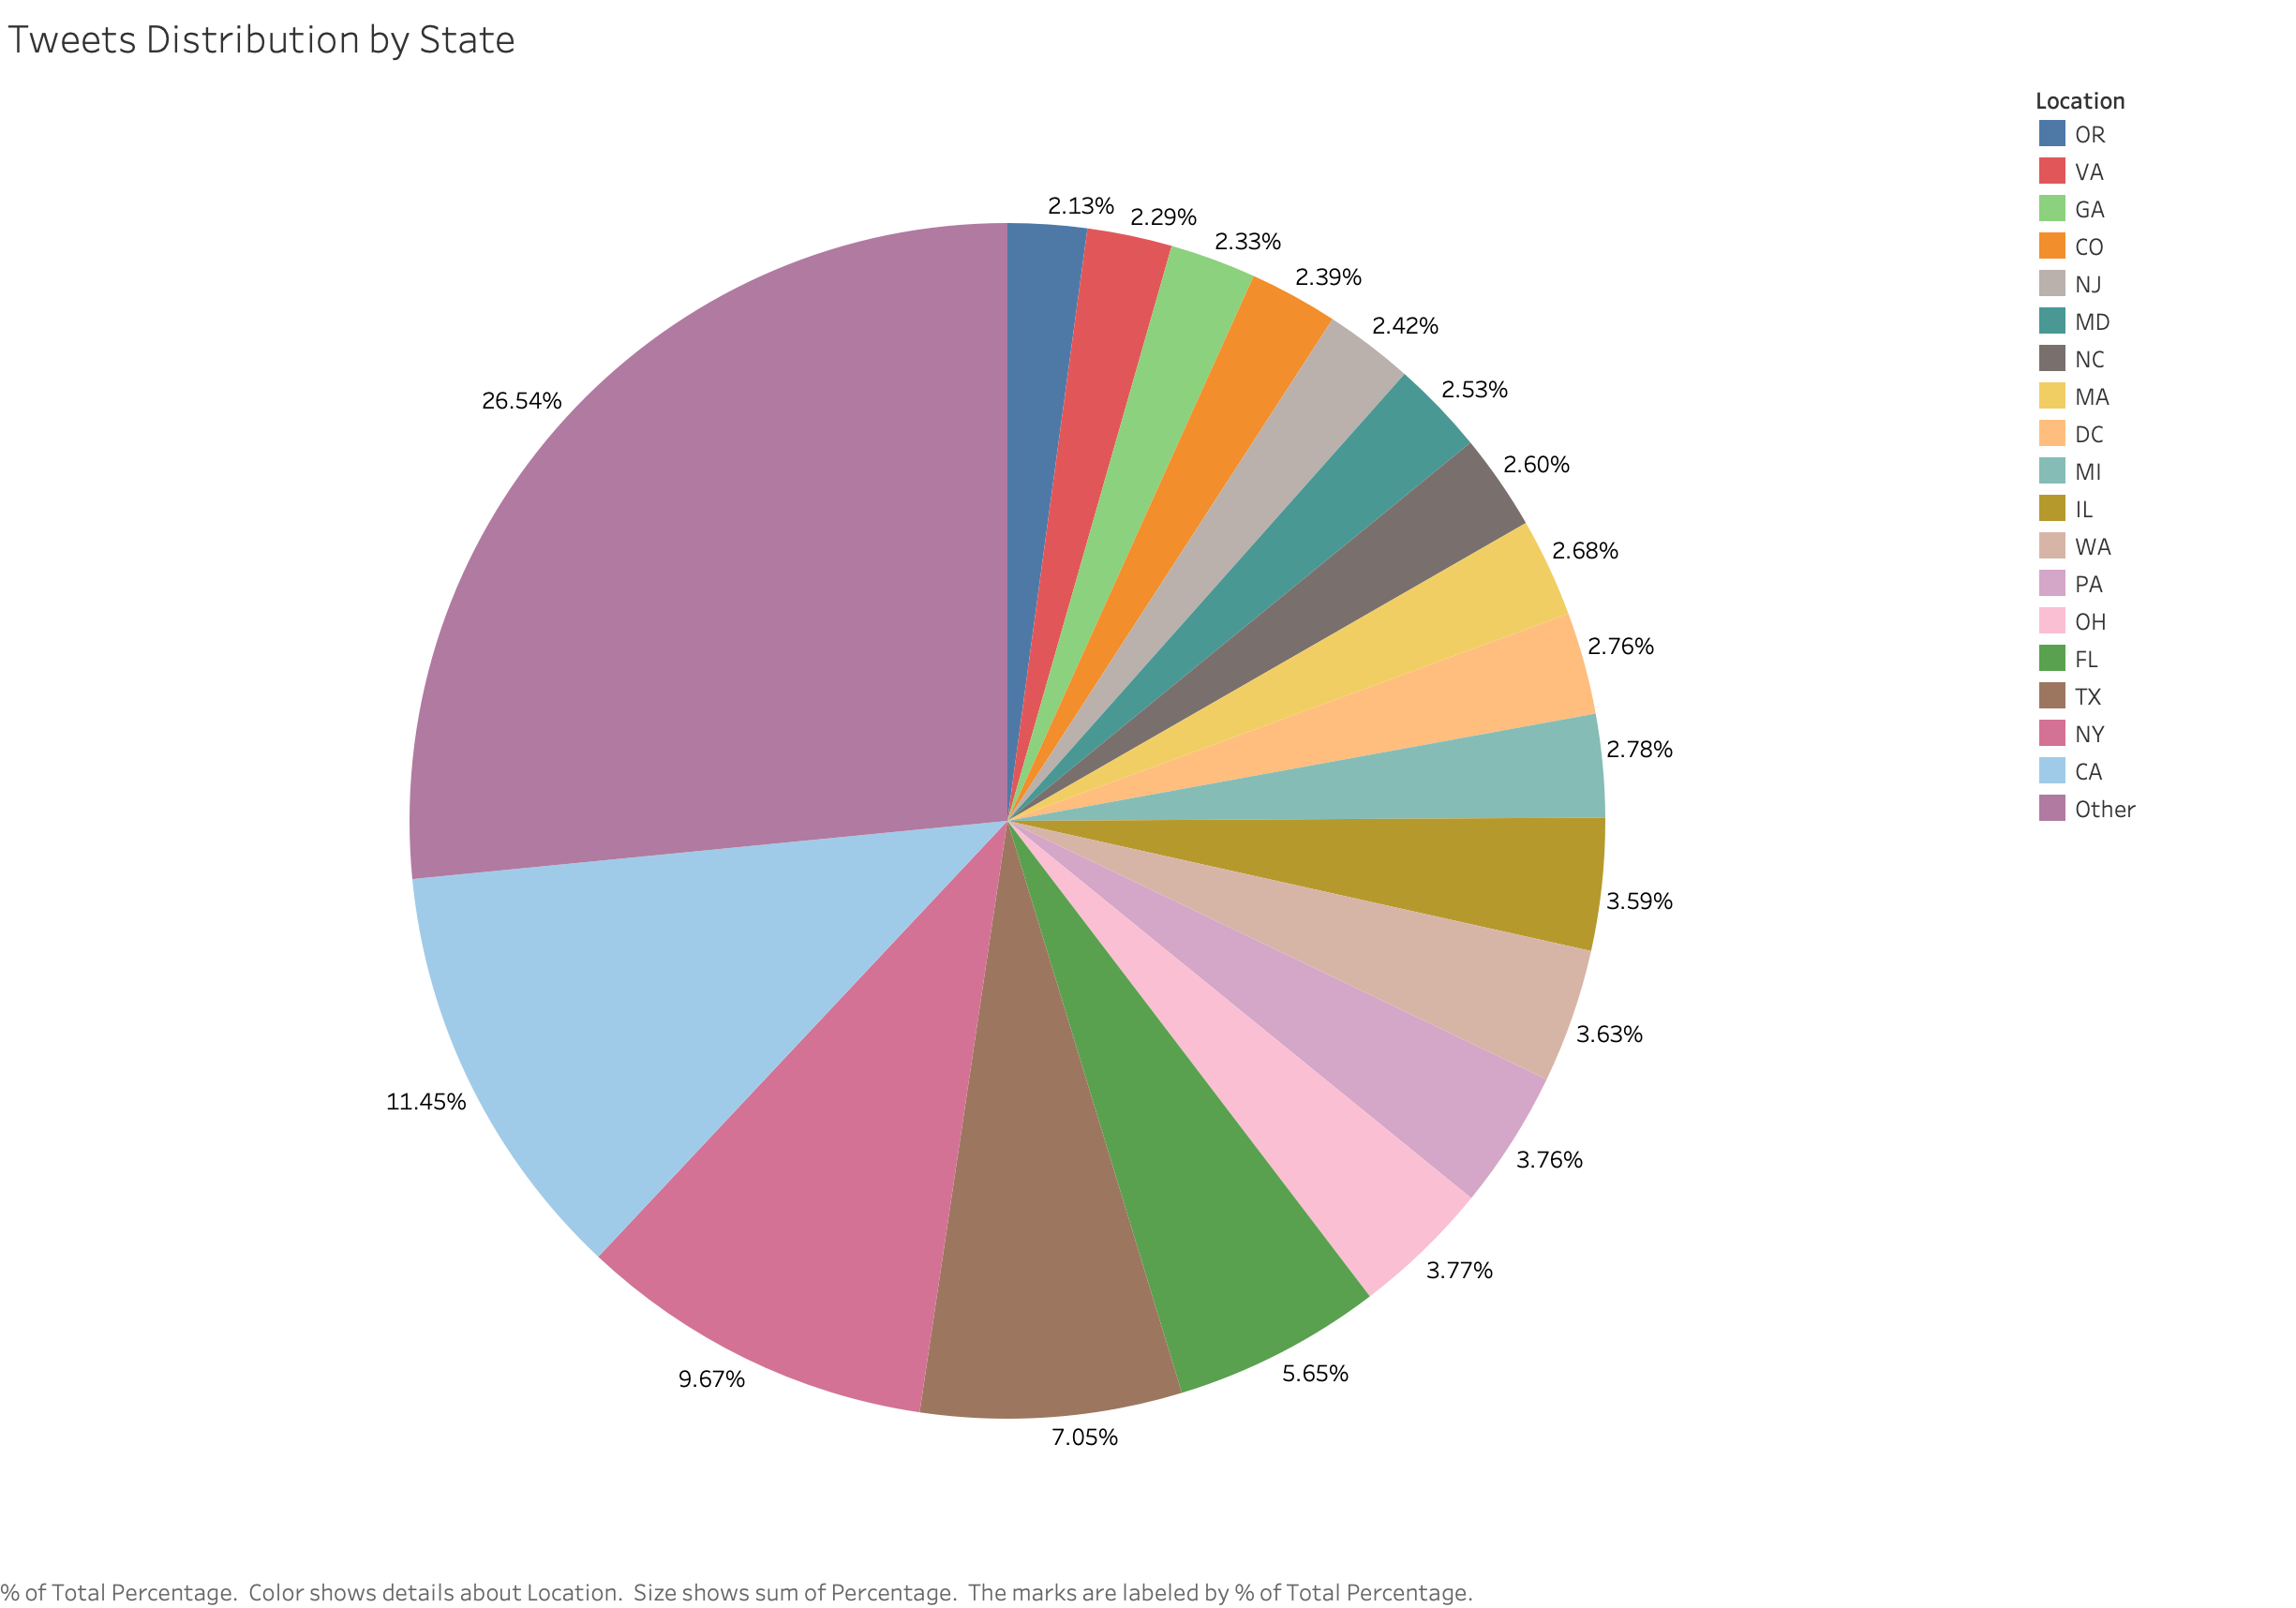 Tweets Distribution by State
Location
OR
VA
GA
CO
NJ
MD
NC
MA
DC
MI
IL
WA
PA
OH
FL
TX
NY
CA
Other
2.13%
2.29%
2.33%
2.39%
2.42%
2.53%
2.60%
2.68%
2.76%
2.78%
3.59%
3.63%
3.76%
3.77%
5.65%
7.05%
9.67%
11.45%
26.54%
% of Total Percentage. Color shows details about Location. Size shows sum of Percentage. The marks are labeled by % of Total Percentage.